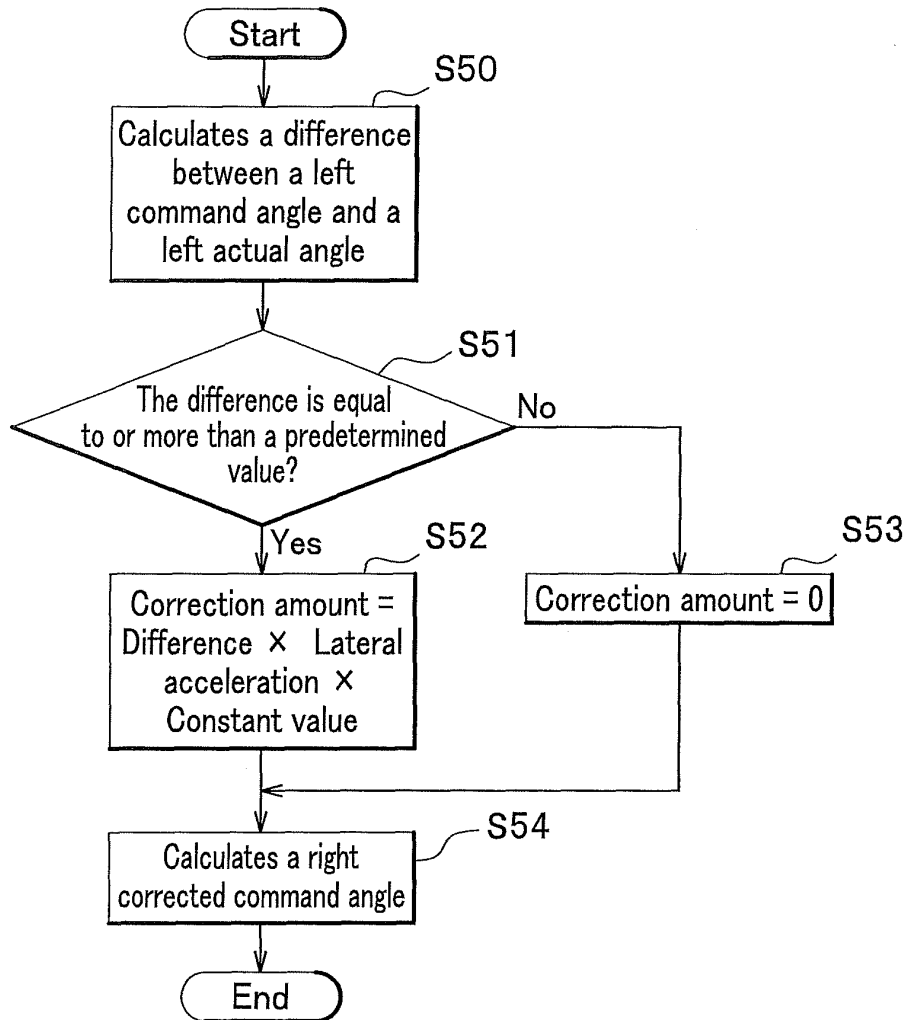 Start
S50
Calculates a difference
between a left
command angle and a
left actual angle
S51
The difference is equal
to or more than a predetermined
value?
No
Yes
S52
Correction amount =
Difference × Lateral
acceleration ×
Constant value
S53
Correction amount = 0
S54
Calculates a right
corrected command angle
End